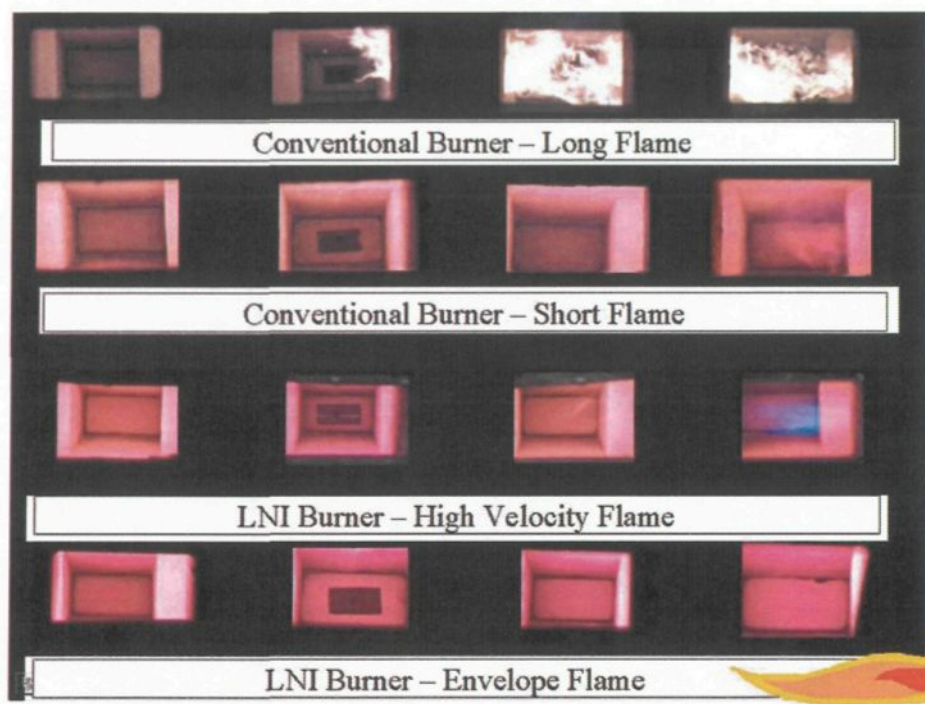 Conventional Burner – Long Flame
Conventional Burner – Short Flame
LNI Burner – High Velocity Flame
LNI Burner – Envelope Flame